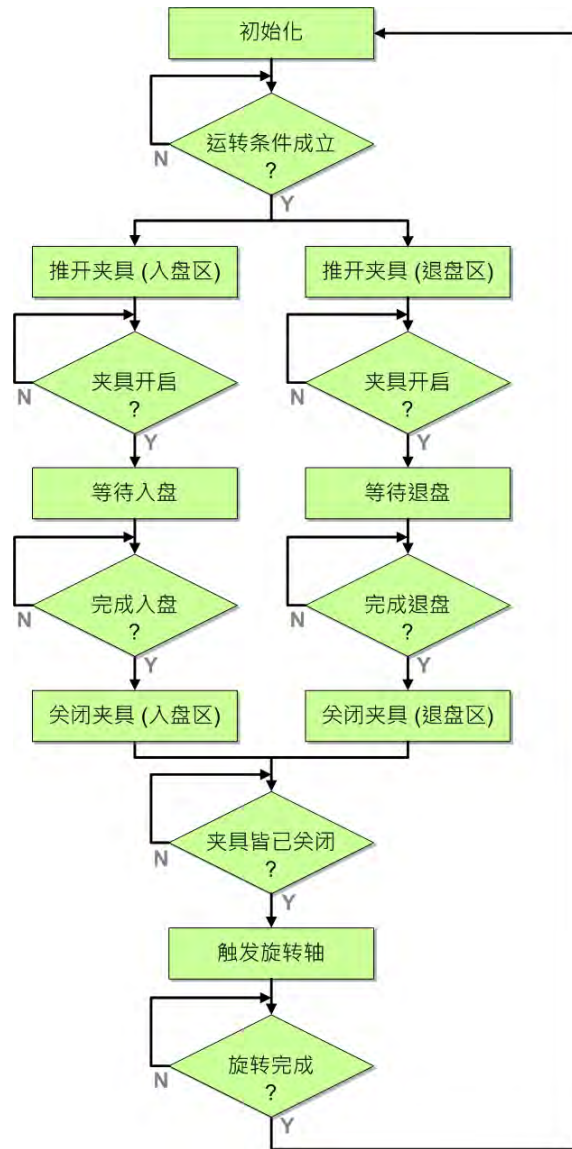 初始化
运转条件成立
?
N
Y
推开夹具 (入盘区)
推开夹具 (退盘区)
夹具开启
?
N
Y
夹具开启
?
N
Y
等待入盘
等待退盘
完成入盘
?
N
Y
完成退盘
?
N
Y
关闭夹具 (入盘区)
关闭夹具 (退盘区)
夹具皆已关闭
?
N
Y
触发旋转轴
旋转完成
?
N
Y